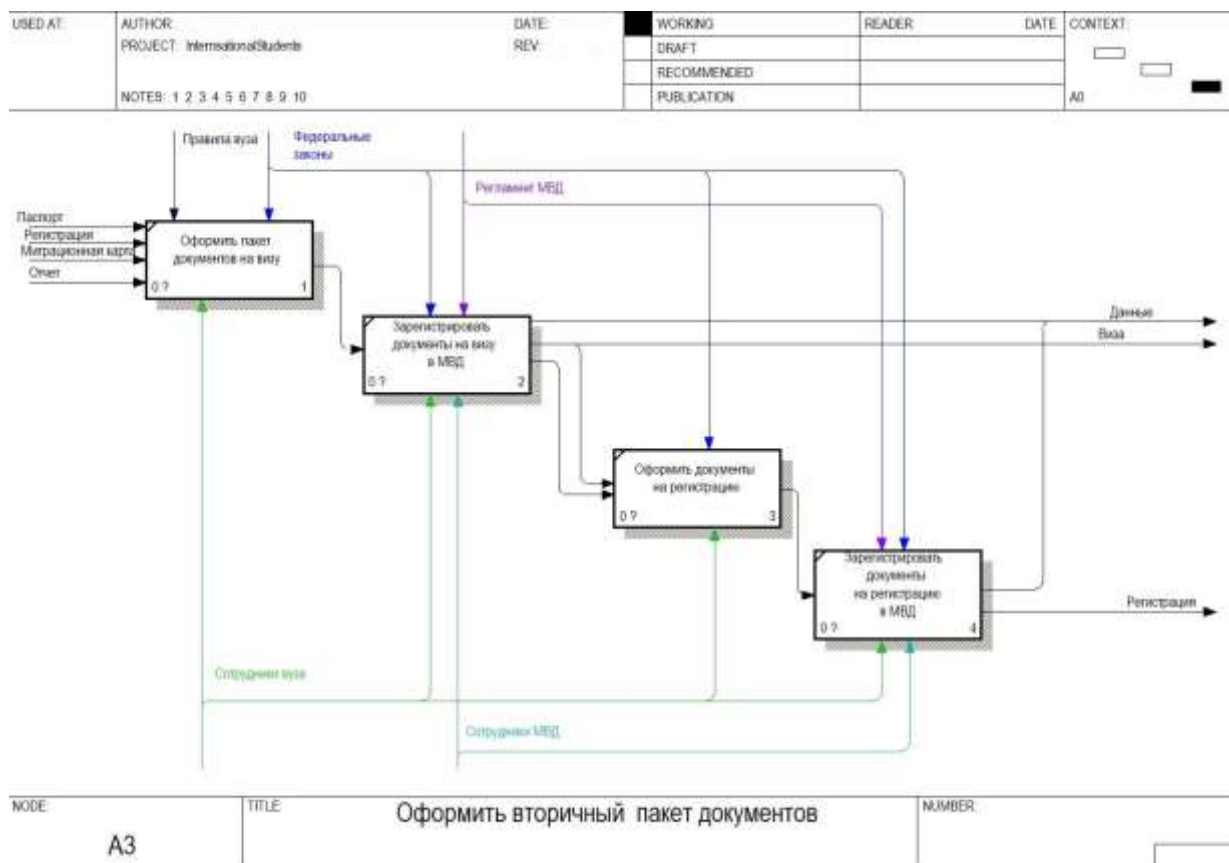 USED AT:
AUTHOR:
DATE:
WORKING
READER
DATE
CONTEXT:
PROJECT: InternsationalStudents
REV:
DRAFT
RECOMMENDED
NOTES: 1 2 3 4 5 6 7 8 9 10
PUBLICATION
A0
Правила вуза
Федеральные
законы
Регламент МВД
Паспорт
Регистрация
Миграционная карта
Отчет
Оформить пакет
документов на визу
0 ?
1
Зарегистрировать
документы на визу
в МВД
0 ?
2
Данные
Виза
Оформить документы
на регистрацию
0 ?
3
Зарегистрировать
документы
на регистрацию
в МВД
0 ?
4
Регистрация
Сотрудники вуза
Сотрудники МВД
NODE:
TITLE:
Оформить вторичный пакет документов
NUMBER:
A3